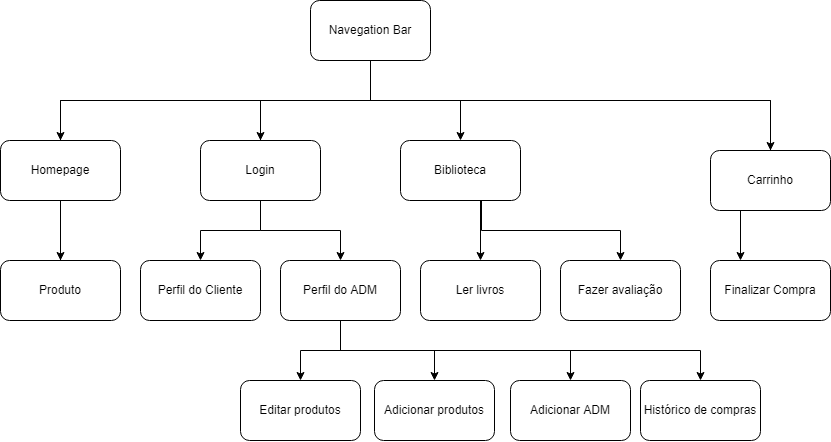 Navegation Bar
Homepage
Login
Biblioteca
Carrinho
Produto
Perfil do Cliente
Perfil do ADM
Ler livros
Fazer avaliação
Finalizar Compra
Editar produtos
Adicionar produtos
Adicionar ADM
Histórico de compras